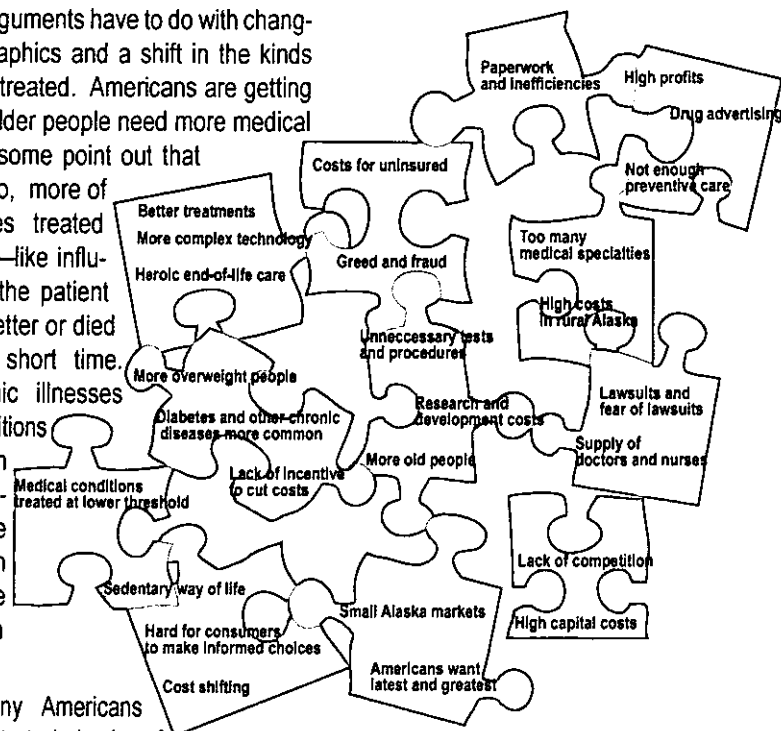 guments have to do with chang-
aphics and a shift in the kinds
treated. Americans are getting
lder people need more medical
some point out that
o, more of
es treated
—like influ-
the patient
etter or died
short time.
ic illnesses
itions
n
-
e
n
e
n
ny Americans
Paperwork
and inefficiencies
High profits
Drug advertising
Not enough
preventive care
Costs for uninsured
Greed and fraud
Better treatments
More complex technology
Heroic end-of-life care
Too many
medical specialties
High costs
in rural Alaska
Unneccessary tests
and procedures
More overweight people
Diabetes and other chronic
diseases more common
Research and
development costs
Lawsuits and
fear of lawsuits
Supply of
doctors and nurses
Lack of incentive
to cut costs
More old people
Medical conditions
treated at lower threshold
Lack of competition
High capital costs
Sedentary way of life
Hard for consumers
to make informed choices
Cost shifting
Small Alaska markets
Americans want
latest and greatest